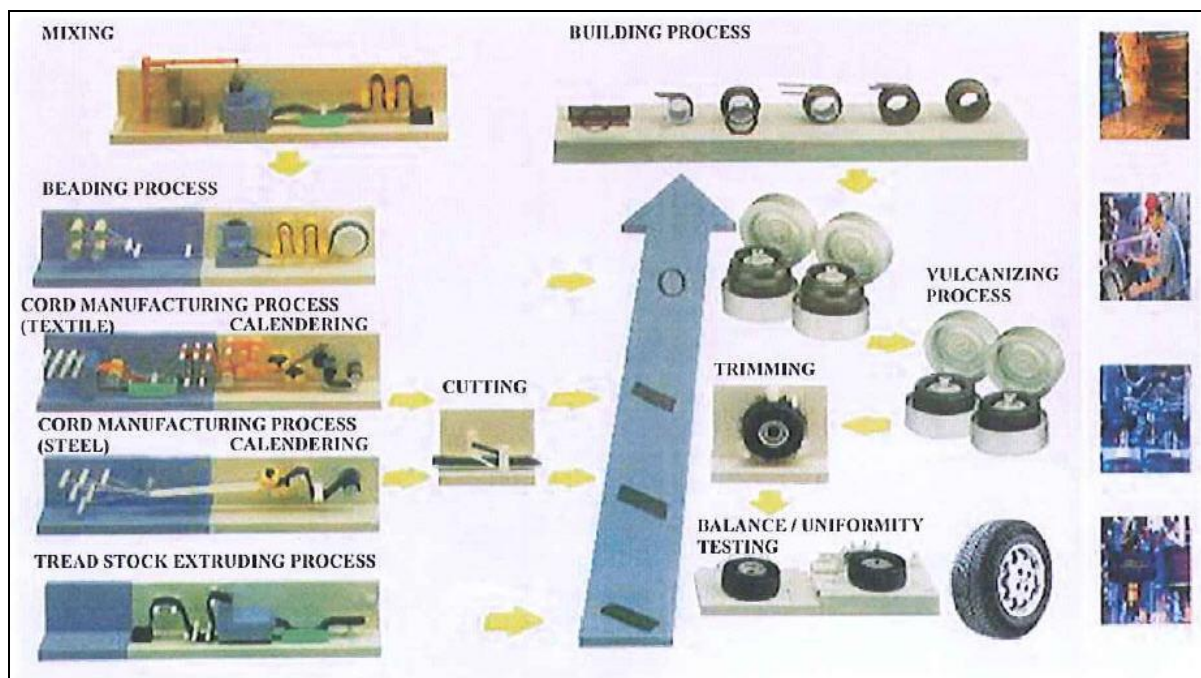 MIXING
BUILDING PROCESS
BEADING PROCESS
CORD MANUFACTURING PROCESS
(TEXTILE) CALENDERING
CUTTING
CORD MANUFACTURING PROCESS
(STEEL) CALENDERING
TREAD STOCK EXTRUDING PROCESS
VULCANIZING
PROCESS
TRIMMING
BALANCE / UNIFORMITY
TESTING